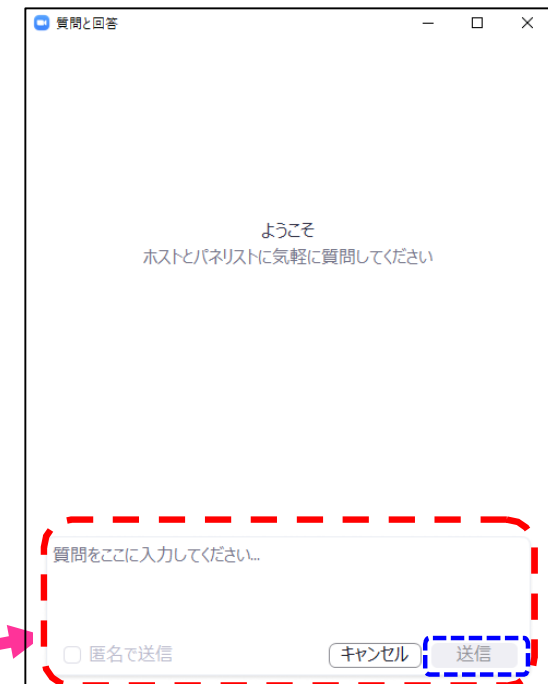 質問と回答
ようこそ
ホストとパネリストに気軽に質問してください
質問をここに入力してください...
匿名で送信
キャンセル
送信